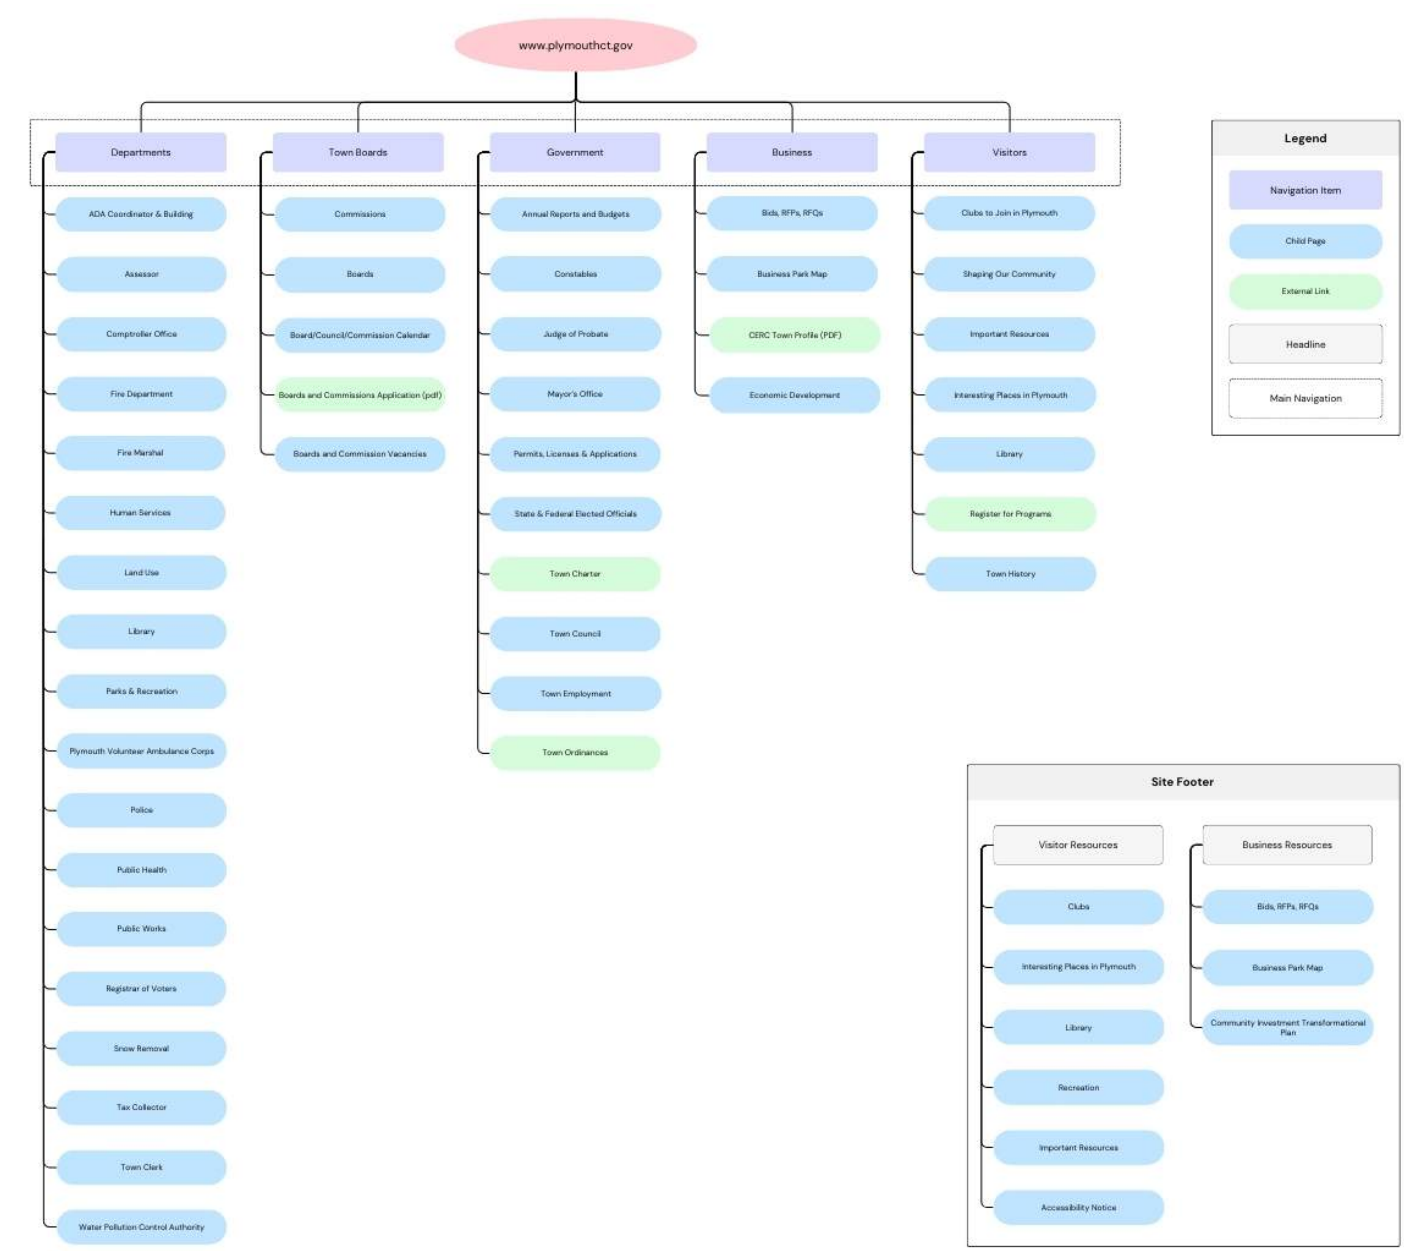 www.plymouthct.gov
Departments
ADA Coordinator & Building
Assessor
Comptroller Office
Fire Department
Fire Marshal
Human Services
Land Use
Library
Parks & Recreation
Plymouth Volunteer Ambulance Corps
Police
Public Health
Public Works
Registrar of Voters
Snow Removal
Tax Collector
Town Clerk
Water Pollution Control Authority
Town Boards
Commissions
Boards
Board/Council/Commission Calendar
Boards and Commissions Application (pdf)
Boards and Commission Vacancies
Government
Annual Reports and Budgets
Constables
Judge of Probate
Mayor's Office
Permits, Licenses & Applications
State & Federal Elected Officials
Town Charter
Town Council
Town Employment
Town Ordinances
Business
Bids, RFPs, RFQs
Business Park Map
CERC Town Profile (PDF)
Economic Development
Visitors
Clubs to Join in Plymouth
Shaping Our Community
Important Resources
Interesting Places in Plymouth
Library
Register for Programs
Town History
Legend
Navigation Item
Child Page
External Link
Headline
Main Navigation
Site Footer
Visitor Resources
Clubs
Interesting Places in Plymouth
Library
Recreation
Important Resources
Accessibility Notice
Business Resources
Bids, RFPs, RFQs
Business Park Map
Community Investment Transformational
Plan